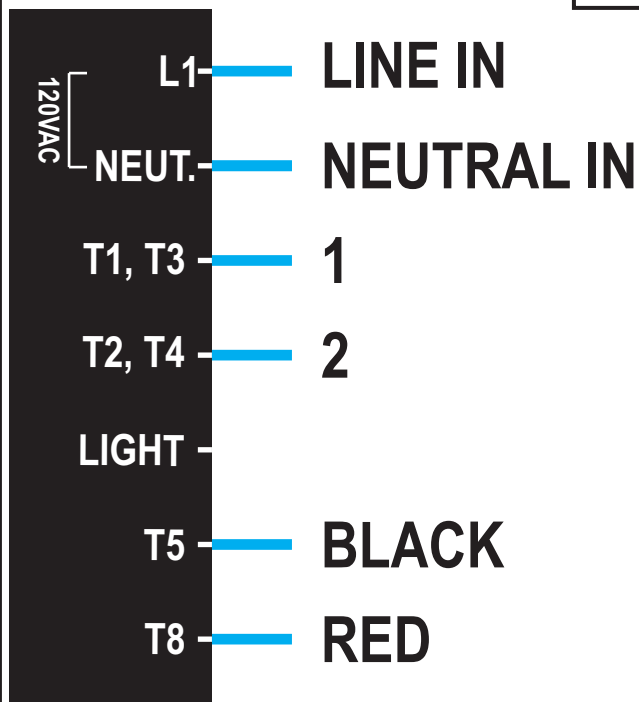 L1 LINE IN
120VAC
NEUT. NEUTRAL IN
T1, T3 1
T2, T4 2
LIGHT
T5 BLACK
T8 RED